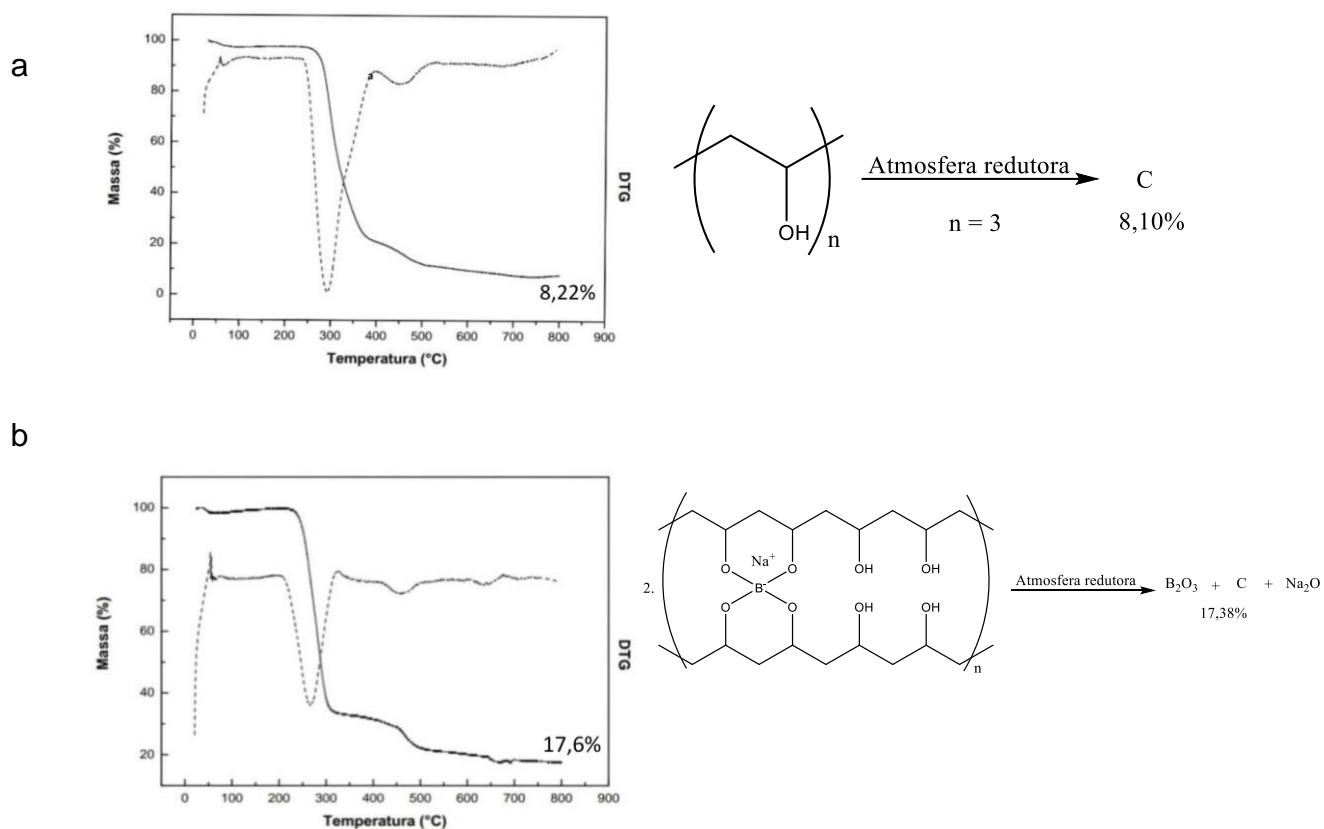 a
100
80
60
40
20
0
Massa (%)
a
8,22%
DTG
0 100 200 300 400 500 600 700 800 900
Temperatura (°C)
OH
n
Atmosfera redutora
n = 3
C
8,10%
b
100
80
60
40
20
Massa (%)
17,6%
DTG
0 100 200 300 400 500 600 700 800 900
Temperatura (°C)
2.
O Na⁺ O OH OH
B⁻
O O OH OH
n
Atmosfera redutora
B₂O₃ + C + Na₂O
17,38%